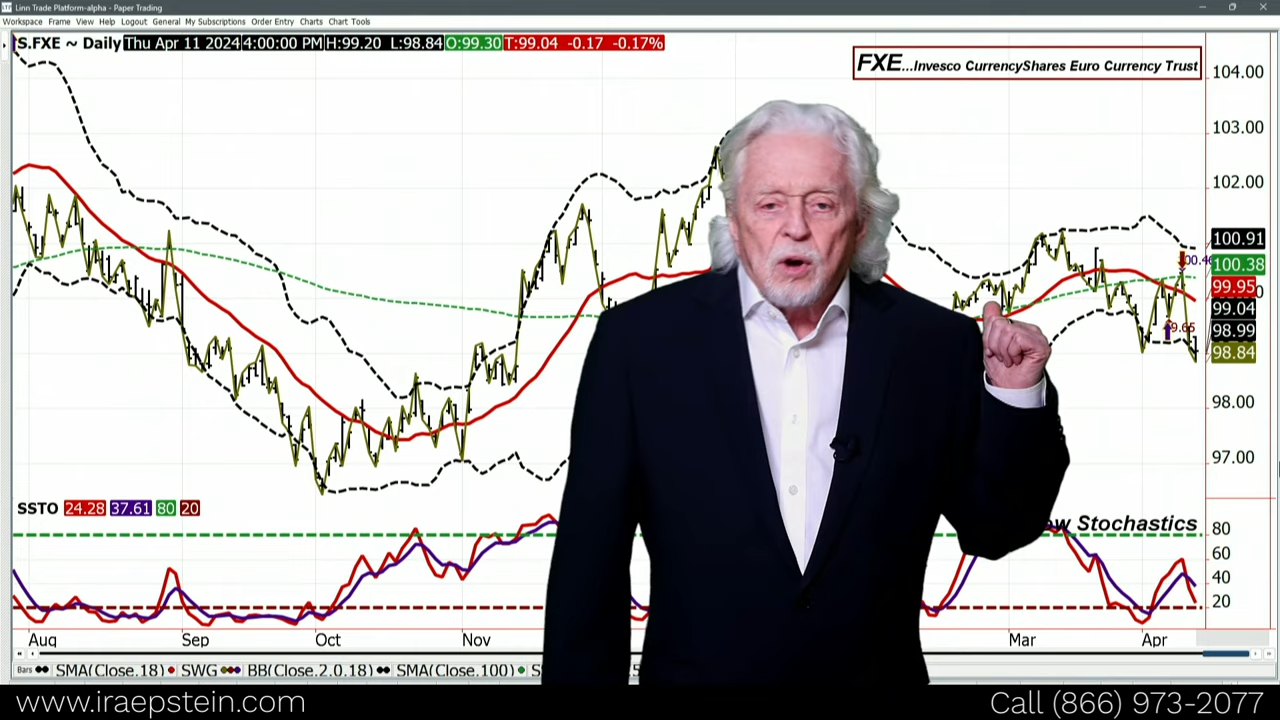 Linn Trade Platform-alpha - Paper Trading
Workspace Frame View Help Logout General My Subscriptions Order Entry Charts Chart Tools
S.FXE ~ Daily Thu Apr 11 2024 4:00:00 PM H:99.20 L:98.84 O:99.30 T:99.04 -0.17 -0.17%
FXE...Invesco CurrencyShares Euro Currency Trust
104.00
103.00
102.00
100.91
100.38
99.95
99.04
98.99
98.84
98.00
97.00
SSTO 24.28 37.61 80 20
Stochastics
80
60
40
20
Aug Sep Oct Nov Mar Apr
Bars SMA(Close,18) SWG BB(Close,2.0,18) SMA(Close,100)
www.iraepstein.com Call (866) 973-2077